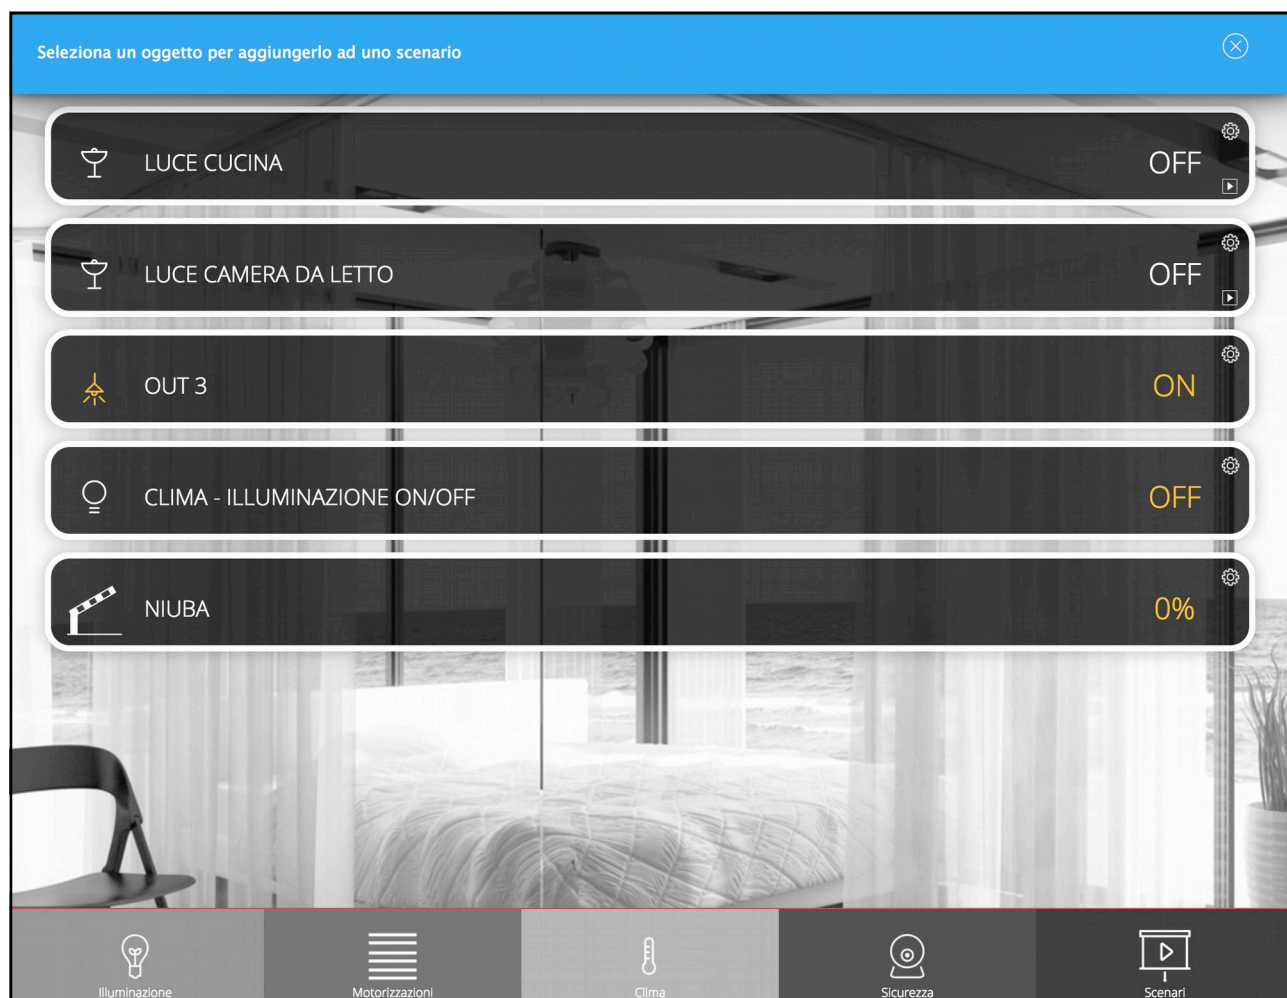 Seleziona un oggetto per aggiungerlo ad uno scenario
LUCE CUCINA OFF
LUCE CAMERA DA LETTO OFF
OUT 3 ON
CLIMA - ILLUMINAZIONE ON/OFF OFF
NIUBA 0%
Illuminazione Motorizzazioni Clima Sicurezza Scenari